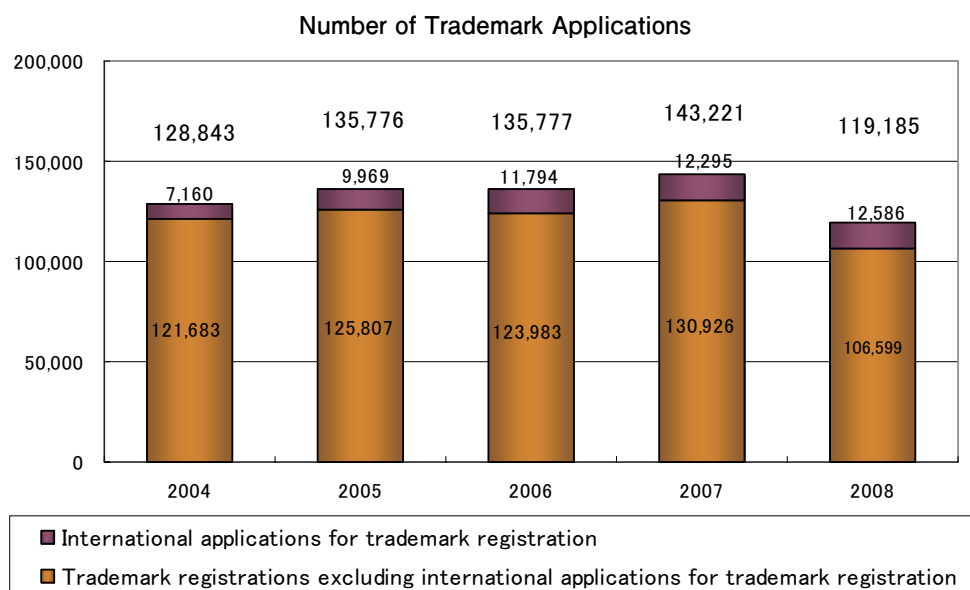 Number of Trademark Applications
200,000
128,843 135,776 135,777 143,221 119,185
150,000
7,160 9,969 11,794 12,295 12,586
100,000
121,683 125,807 123,983 130,926 106,599
50,000
0
2004 2005 2006 2007 2008
International applications for trademark registration
Trademark registrations excluding international applications for trademark registration